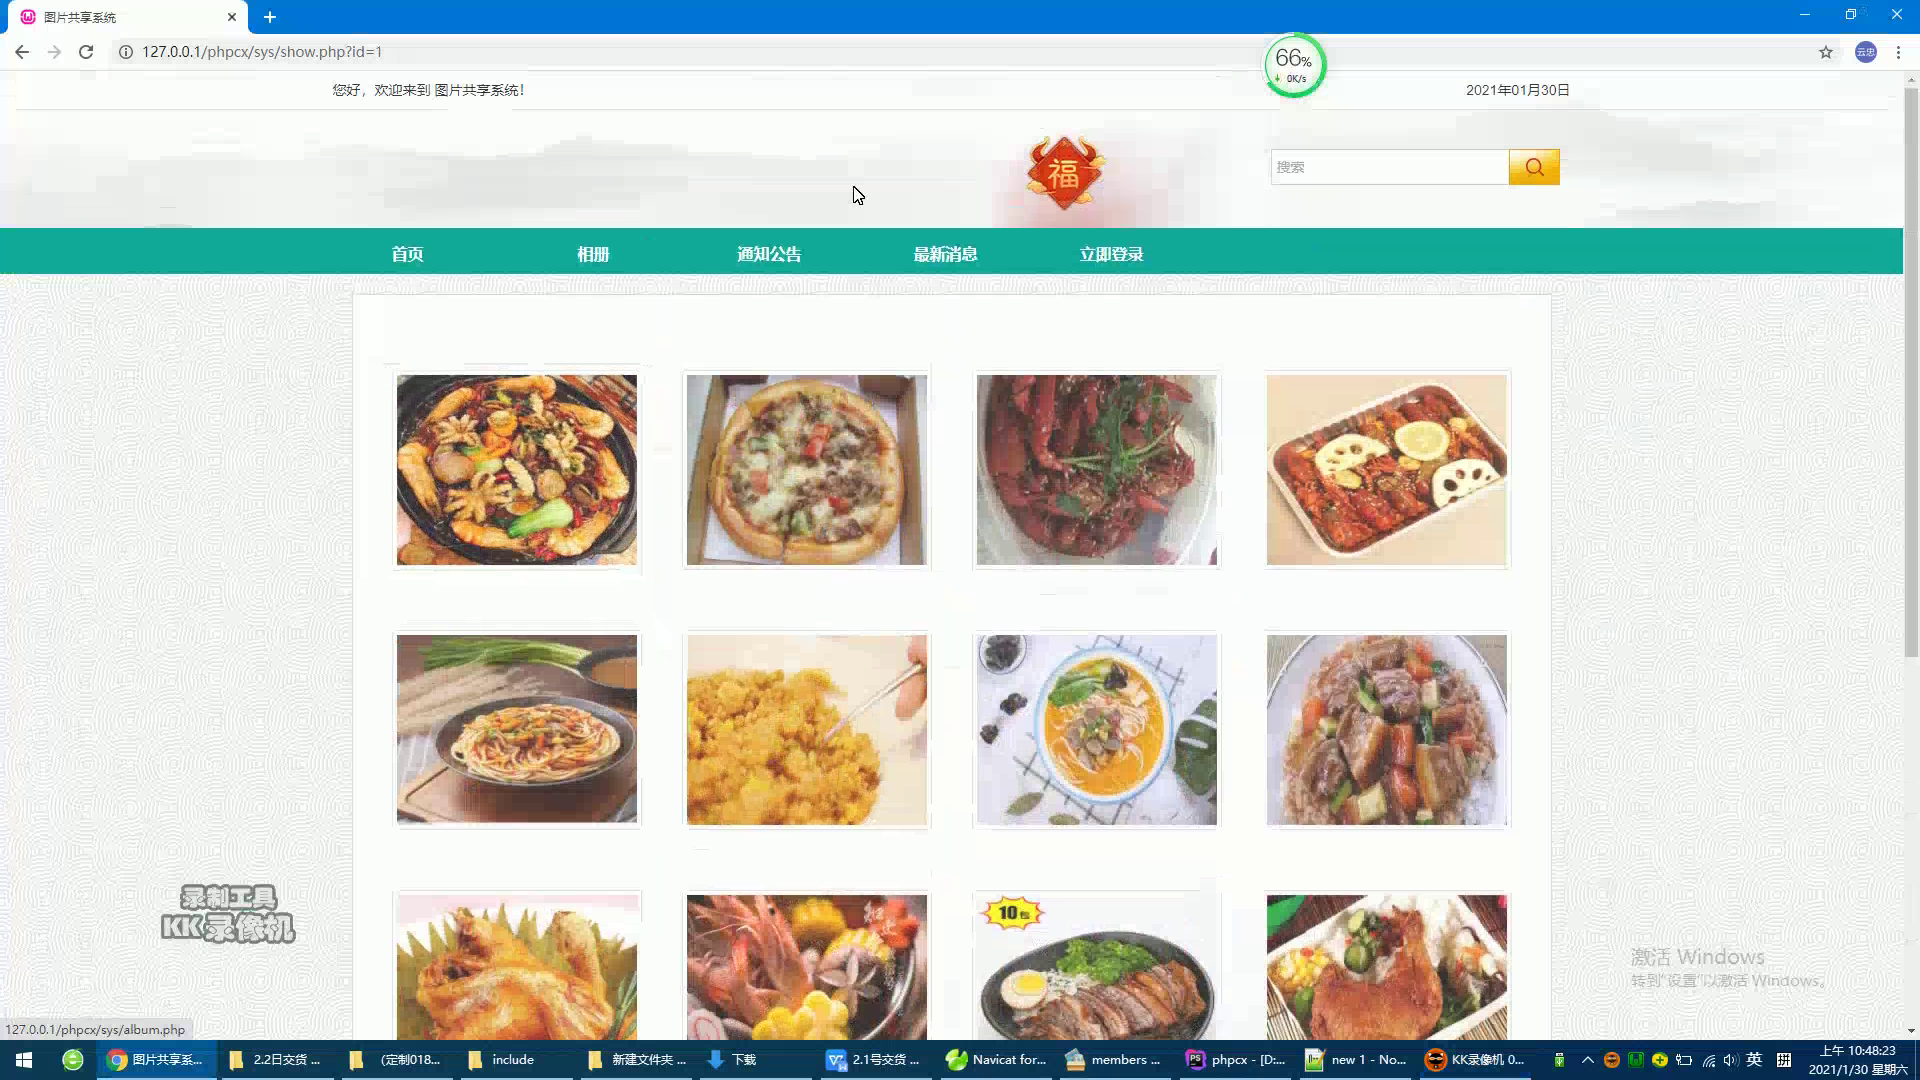 图片共享系统
127.0.0.1/phpcx/sys/show.php?id=1
云忠
66%
0K/s
您好，欢迎来到 图片共享系统!
2021年01月30日
福
搜索
首页 相册 通知公告 最新消息 立即登录
10包
录制工具
KK录像机
激活 Windows
转到"设置"以激活 Windows。
127.0.0.1/phpcx/sys/album.php
图片共享系...
2.2日交货 ...
(定制018...
include
新建文件夹 ...
下载
2.1号交货 ...
Navicat for...
members ...
phpcx - [D:...
new 1 - No...
KK录像机 0...
英
拼
上午 10:48:23
2021/1/30 星期六